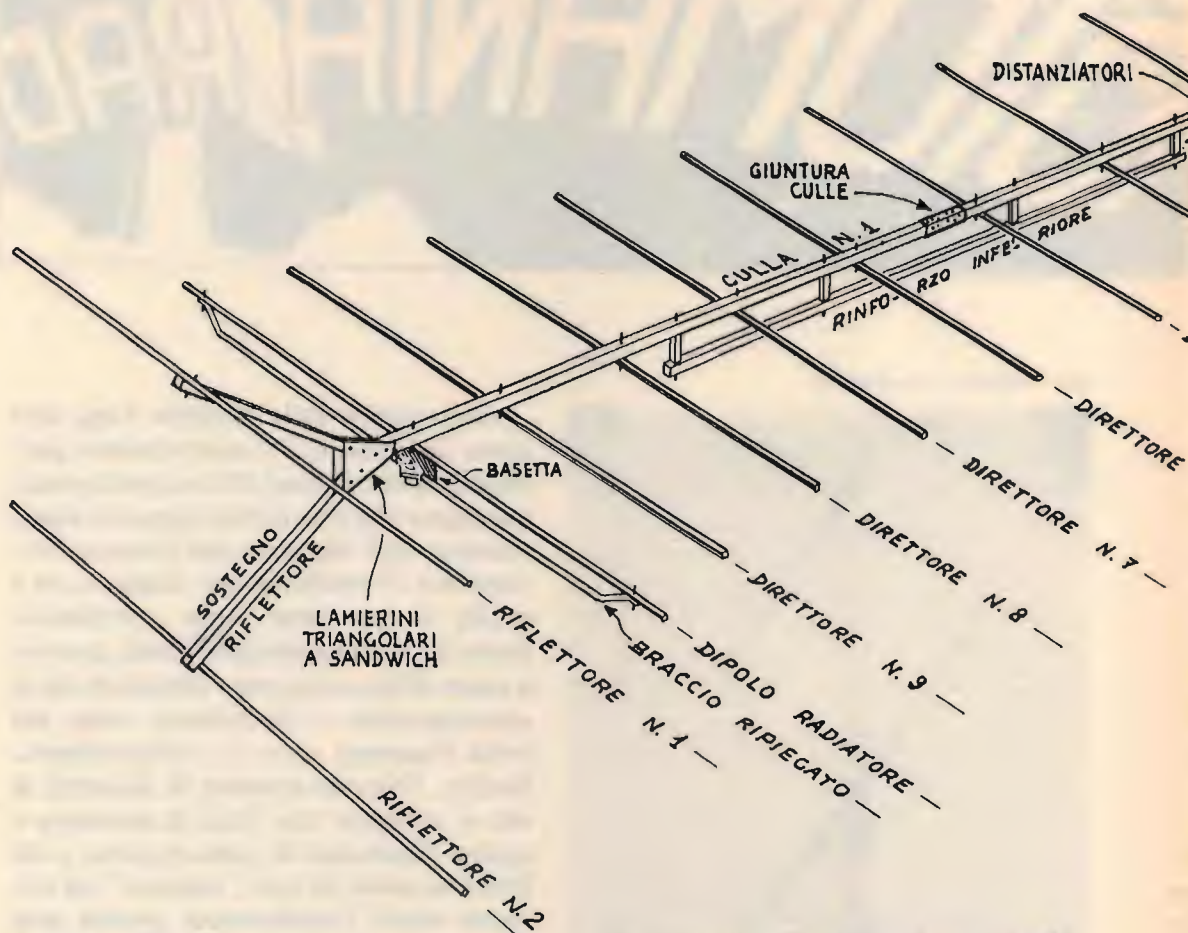 DISTANZIATORI
GIUNTURA
CULLE
CULLA N.1
RINFO- RZO INFE- RIORE
BASETTA
SOSTEGNO
RIFLETTORE
LAMIERINI
TRIANGOLARI
A SANDWICH
— DIRETTORE
— DIRETTORE N. 7 —
— DIRETTORE N. 8 —
— DIRETTORE N. 9 —
— DIPOLO RADIATORE —
BRACCIO RIPIEGATO —
— RIFLETTORE N. 1 —
RIFLETTORE N. 2 —